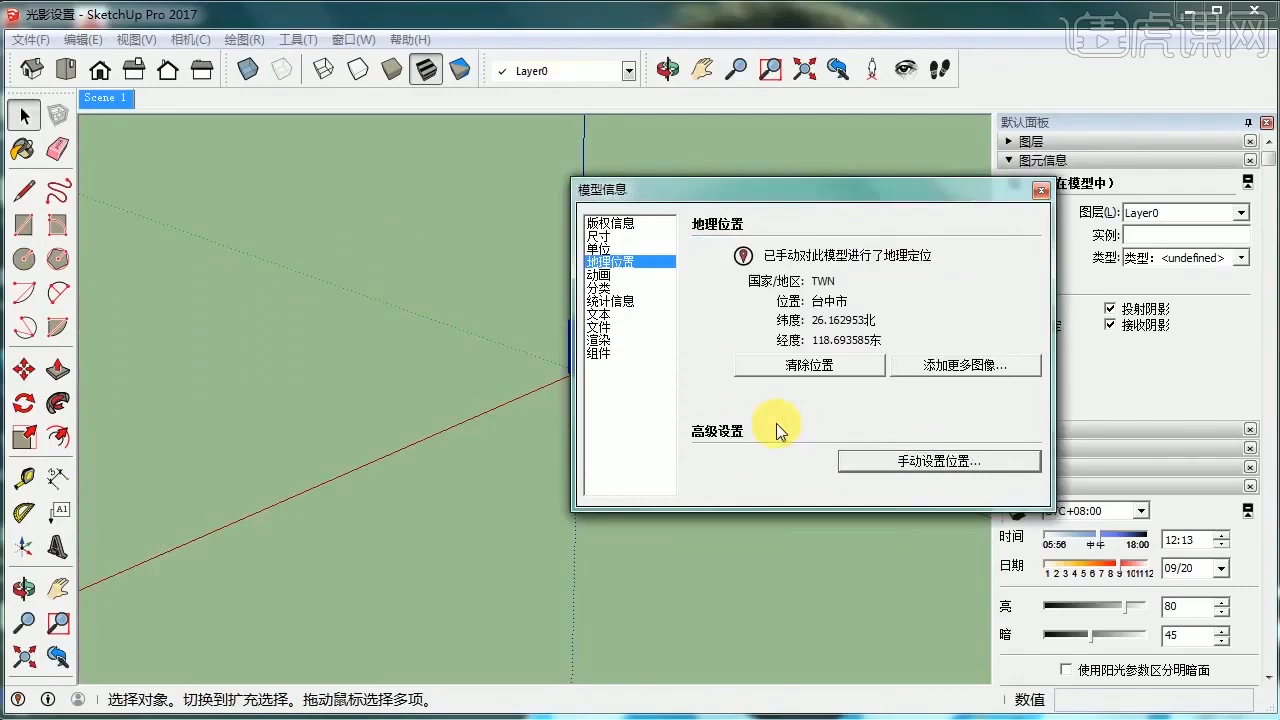 光影设置 - SketchUp Pro 2017
虎课网
文件(F) 编辑(E) 视图(V) 相机(C) 绘图(R) 工具(T) 窗口(W) 帮助(H)
Layer0
Scene 1
默认面板
图层
图元信息
在模型中)
图层(L): Layer0
实例:
类型: 类型: <undefined>
投射阴影
接收阴影
模型信息
版权信息
尺寸
单位
地理位置
动画
分类
统计信息
文本
文件
渲染
组件
地理位置
已手动对此模型进行了地理定位
国家/地区: TWN
位置: 台中市
纬度: 26.162953北
经度: 118.693585东
清除位置 添加更多图像...
高级设置
手动设置位置...
UTC+08:00
时间 05:56 中午 18:00 12:13
日期 1 2 3 4 5 6 7 8 9 101112 09/20
亮 80
暗 45
使用阳光参数区分明暗面
A1
选择对象。切换到扩充选择。拖动鼠标选择多项。
数值